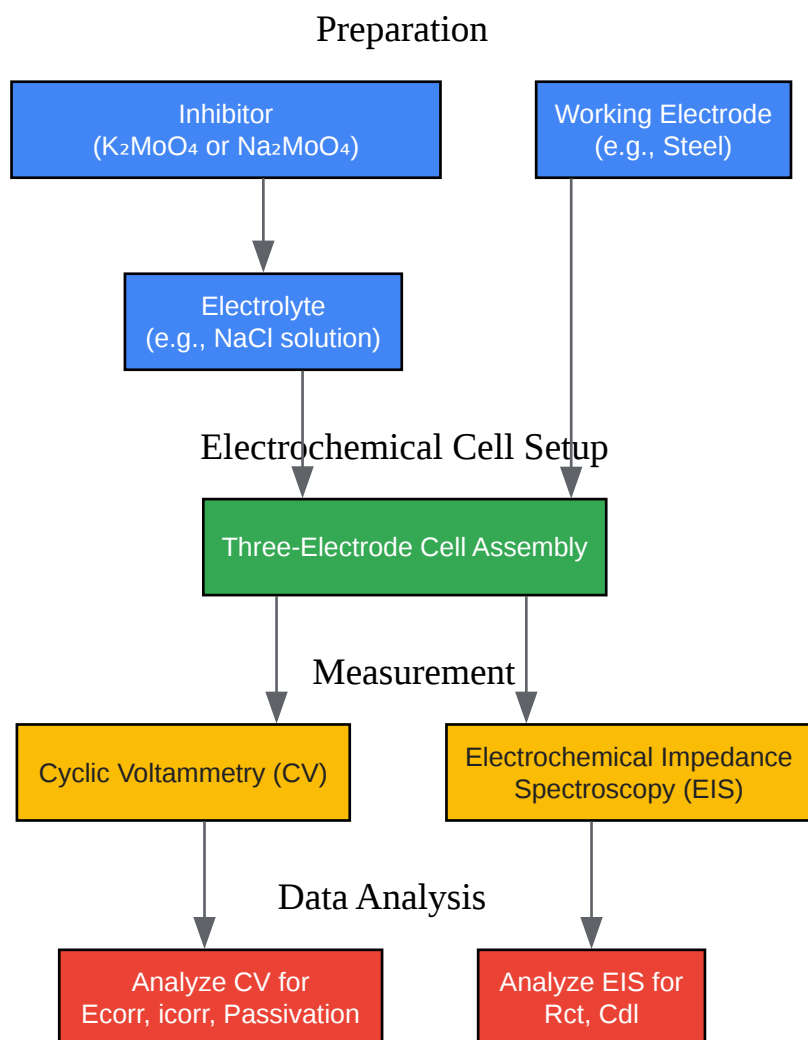 Preparation
Inhibitor
(K₂MoO₄ or Na₂MoO₄)
Working Electrode
(e.g., Steel)
Electrolyte
(e.g., NaCl solution)
Electrochemical Cell Setup
Three-Electrode Cell Assembly
Measurement
Cyclic Voltammetry (CV)
Electrochemical Impedance
Spectroscopy (EIS)
Data Analysis
Analyze CV for
Ecorr, icorr, Passivation
Analyze EIS for
Rct, Cdl